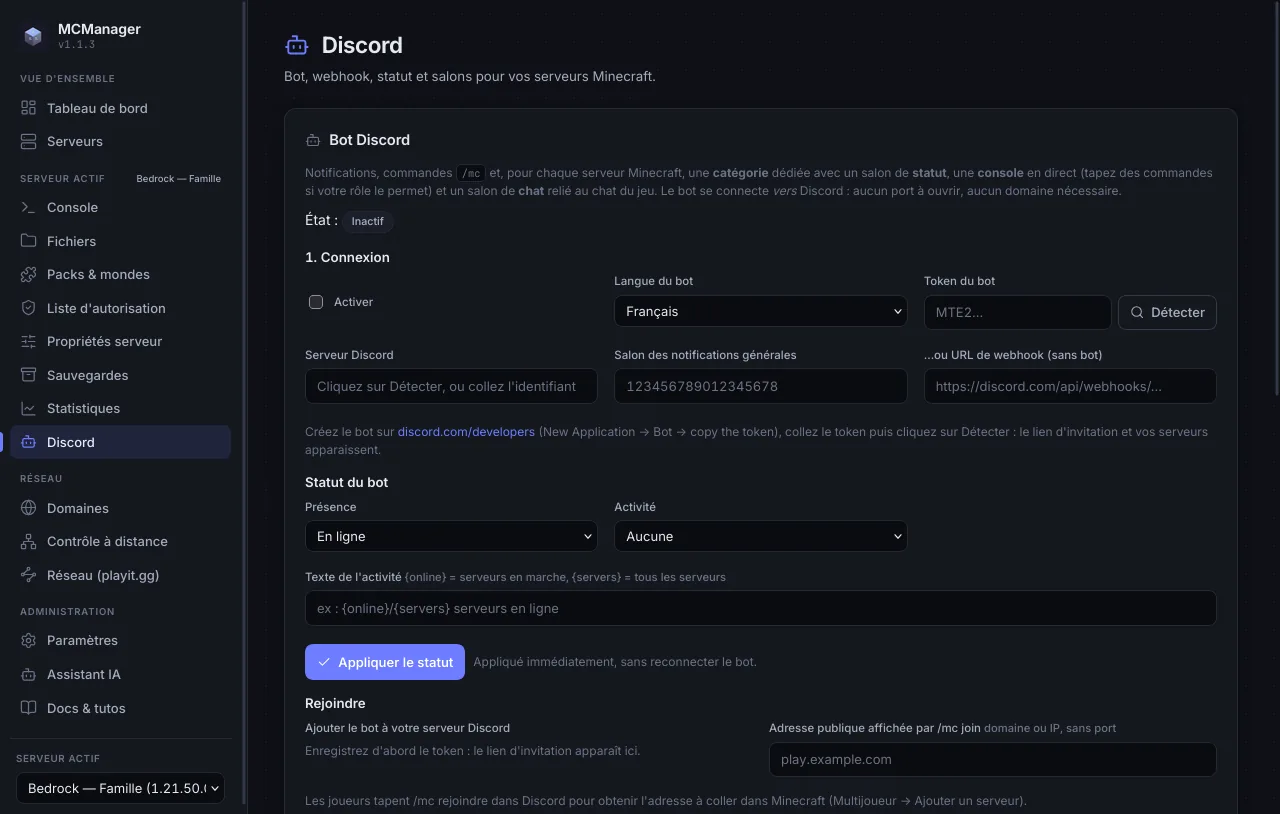 MCManager
v1.1.3
VUE D'ENSEMBLE
Tableau de bord
Serveurs
SERVEUR ACTIF
Bedrock — Famille
Console
Fichiers
Packs & mondes
Liste d'autorisation
Propriétés serveur
Sauvegardes
Statistiques
Discord
RÉSEAU
Domaines
Contrôle à distance
Réseau (playit.gg)
ADMINISTRATION
Paramètres
Assistant IA
Docs & tutos
SERVEUR ACTIF
Bedrock — Famille (1.21.50.(
Discord
Bot, webhook, statut et salons pour vos serveurs Minecraft.
Bot Discord
Notifications, commandes /mc et, pour chaque serveur Minecraft, une catégorie dédiée avec un salon de statut, une console en direct (tapez des commandes
si votre rôle le permet) et un salon de chat relié au chat du jeu. Le bot se connecte vers Discord : aucun port à ouvrir, aucun domaine nécessaire.
État : Inactif
1. Connexion
Activer
Langue du bot
Français
Token du bot
MTE2...
Détecter
Serveur Discord
Cliquez sur Détecter, ou collez l'identifiant
Salon des notifications générales
123456789012345678
...ou URL de webhook (sans bot)
https://discord.com/api/webhooks/...
Créez le bot sur discord.com/developers (New Application → Bot → copy the token), collez le token puis cliquez sur Détecter : le lien d'invitation et vos serveurs
apparaissent.
Statut du bot
Présence
En ligne
Activité
Aucune
Texte de l'activité {online} = serveurs en marche, {servers} = tous les serveurs
ex : {online}/{servers} serveurs en ligne
Appliquer le statut
Appliqué immédiatement, sans reconnecter le bot.
Rejoindre
Ajouter le bot à votre serveur Discord
Enregistrez d'abord le token : le lien d'invitation apparaît ici.
Adresse publique affichée par /mc join domaine ou IP, sans port
play.example.com
Les joueurs tapent /mc rejoindre dans Discord pour obtenir l'adresse à coller dans Minecraft (Multijoueur → Ajouter un serveur).